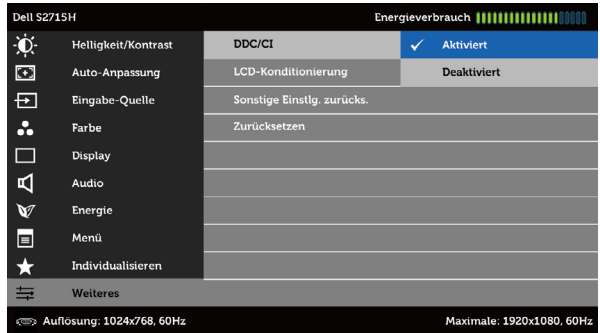 Dell S2715H Energieverbrauch
Helligkeit/Kontrast DDC/CI Aktiviert
Auto-Anpassung LCD-Konditionierung Deaktiviert
Eingabe-Quelle Sonstige Einstlg. zurücks.
Farbe Zurücksetzen
Display
Audio
Energie
Menü
Individualisieren
Weiteres
Auflösung: 1024x768, 60Hz Maximale: 1920x1080, 60Hz